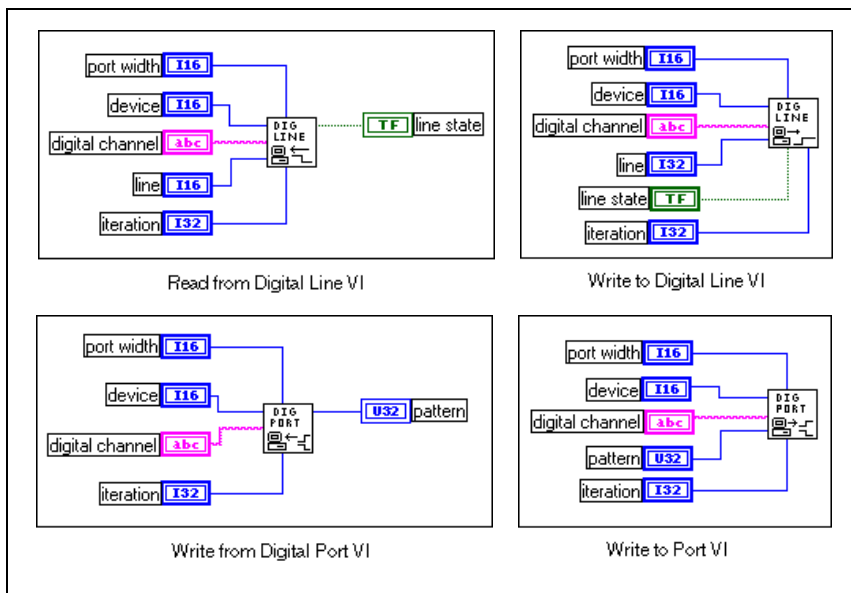 port width I16
device I16
digital channel abc
line I16
iteration I32
DIG
LINE
TF line state
Read from Digital Line VI
port width I16
device I16
digital channel abc
line I32
line state TF
iteration I32
DIG
LINE
Write to Digital Line VI
port width I16
device I16
digital channel abc
iteration I32
DIG
PORT
U32 pattern
Write from Digital Port VI
port width I16
device I16
digital channel abc
pattern U32
iteration I32
DIG
PORT
Write to Port VI